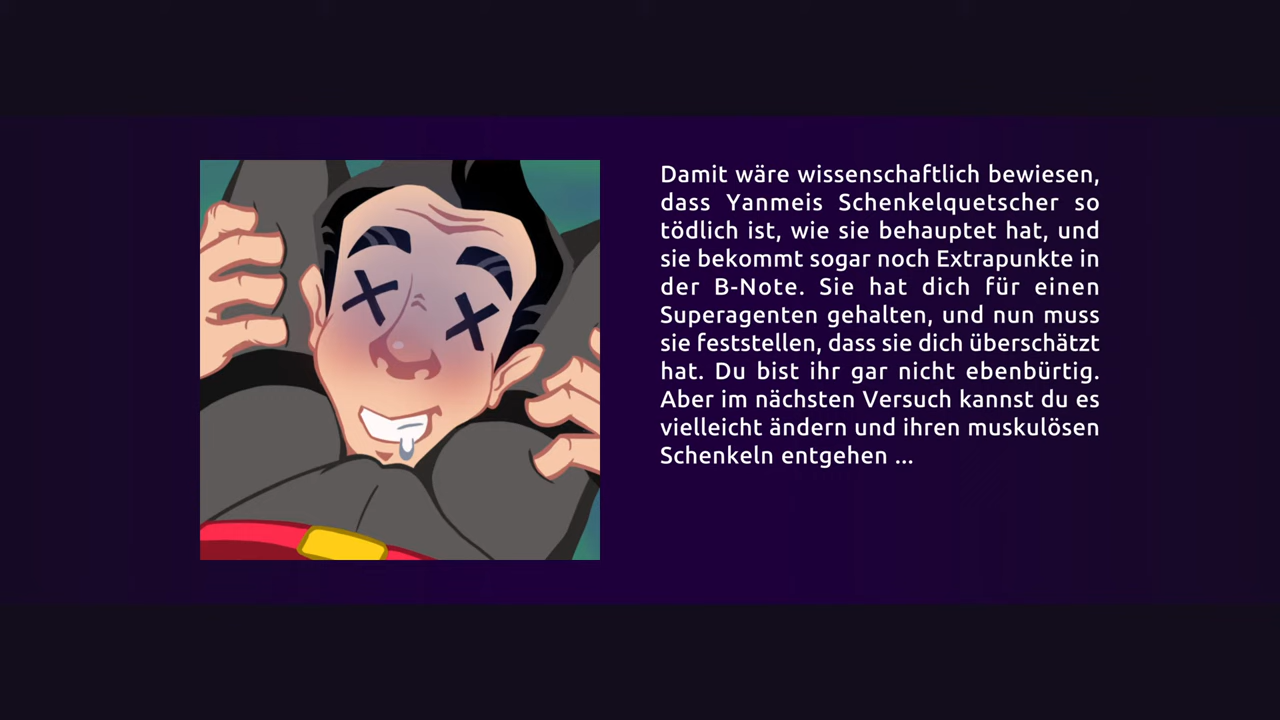 Damit wäre wissenschaftlich bewiesen,
dass Yanmeis Schenkelquetscher so
tödlich ist, wie sie behauptet hat, und
sie bekommt sogar noch Extrapunkte in
der B-Note. Sie hat dich für einen
Superagenten gehalten, und nun muss
sie feststellen, dass sie dich überschätzt
hat. Du bist ihr gar nicht ebenbürtig.
Aber im nächsten Versuch kannst du es
vielleicht ändern und ihren muskulösen
Schenkeln entgehen ...